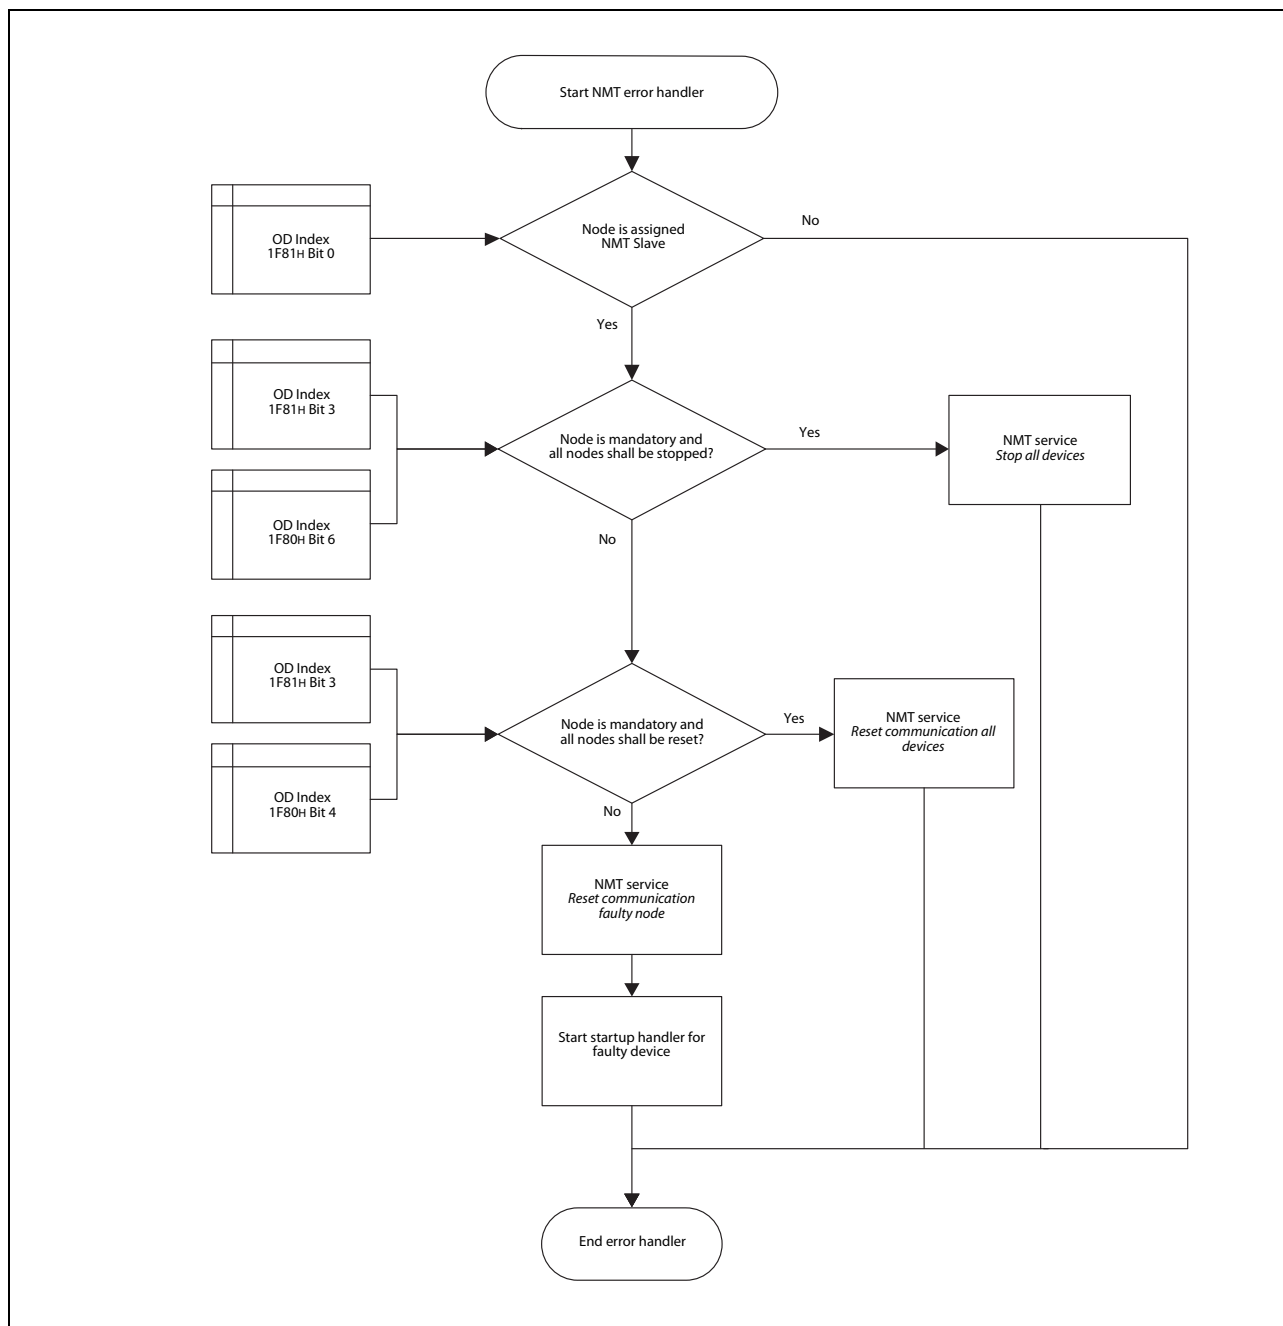 Start NMT error handler
OD Index
1F81H Bit 0
Node is assigned
NMT Slave
No
Yes
OD Index
1F81H Bit 3
OD Index
1F80H Bit 6
Node is mandatory and
all nodes shall be stopped?
Yes
NMT service
Stop all devices
No
OD Index
1F81H Bit 3
OD Index
1F80H Bit 4
Node is mandatory and
all nodes shall be reset?
Yes
NMT service
Reset communication all
devices
No
NMT service
Reset communication
faulty node
Start startup handler for
faulty device
End error handler